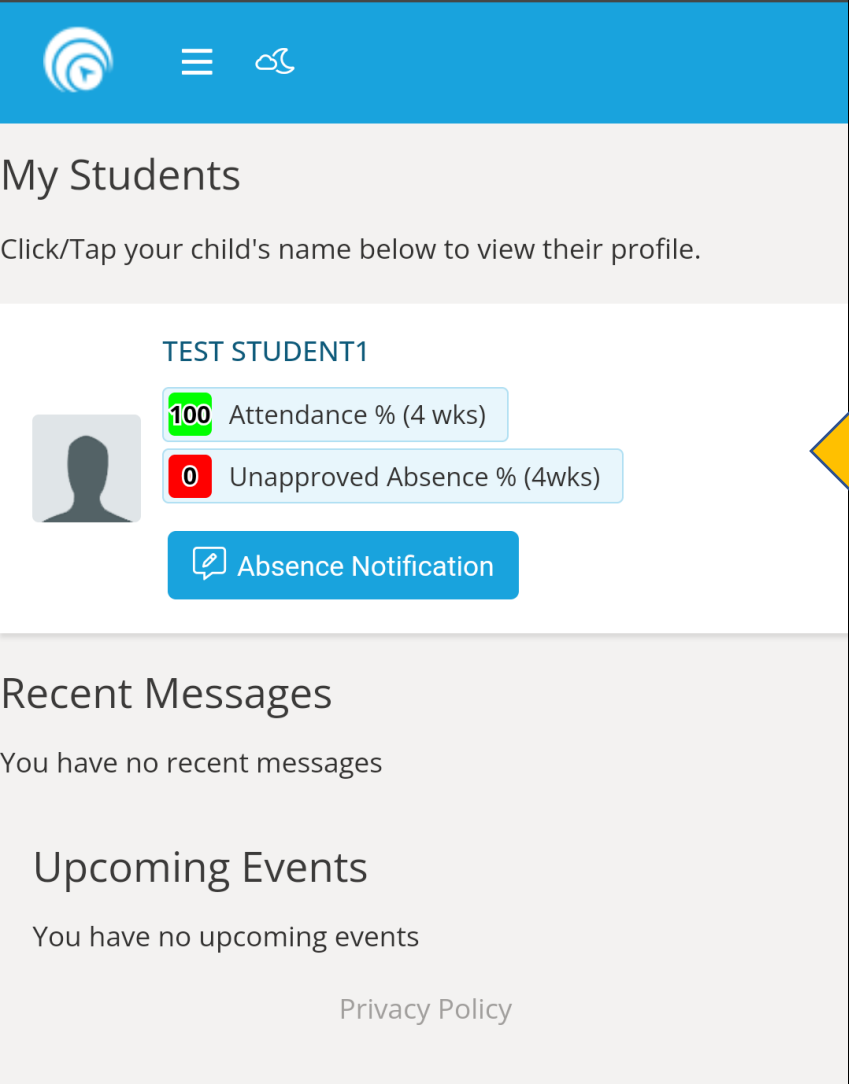 My Students
Click/Tap your child's name below to view their profile.
TEST STUDENT1
100 Attendance % (4 wks)
0 Unapproved Absence % (4wks)
Absence Notification
Recent Messages
You have no recent messages
Upcoming Events
You have no upcoming events
Privacy Policy